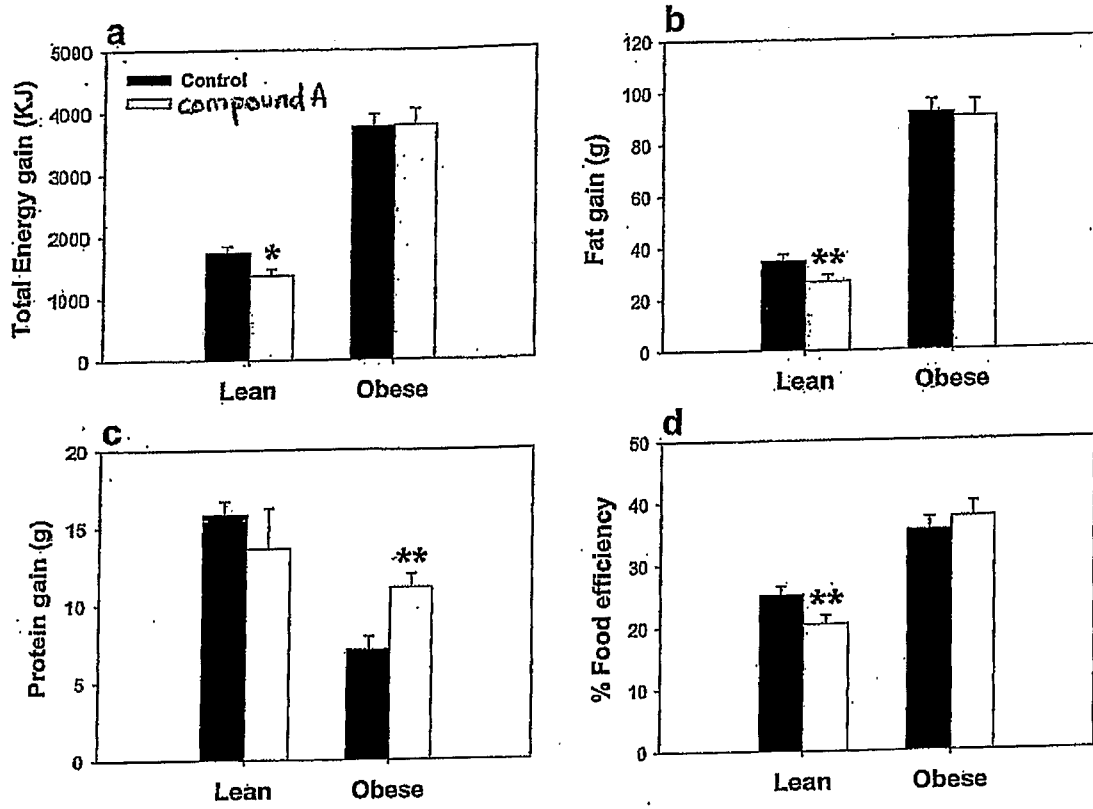 a
5000
4000
3000
2000
1000
0
Total Energy gain (KJ)
Control
compound A
*
Lean
Obese
b
120
100
80
60
40
20
0
Fat gain (g)
**
Lean
Obese
c
20
15
10
5
0
Protein gain (g)
**
Lean
Obese
d
50
40
30
20
10
0
% Food efficiency
**
Lean
Obese